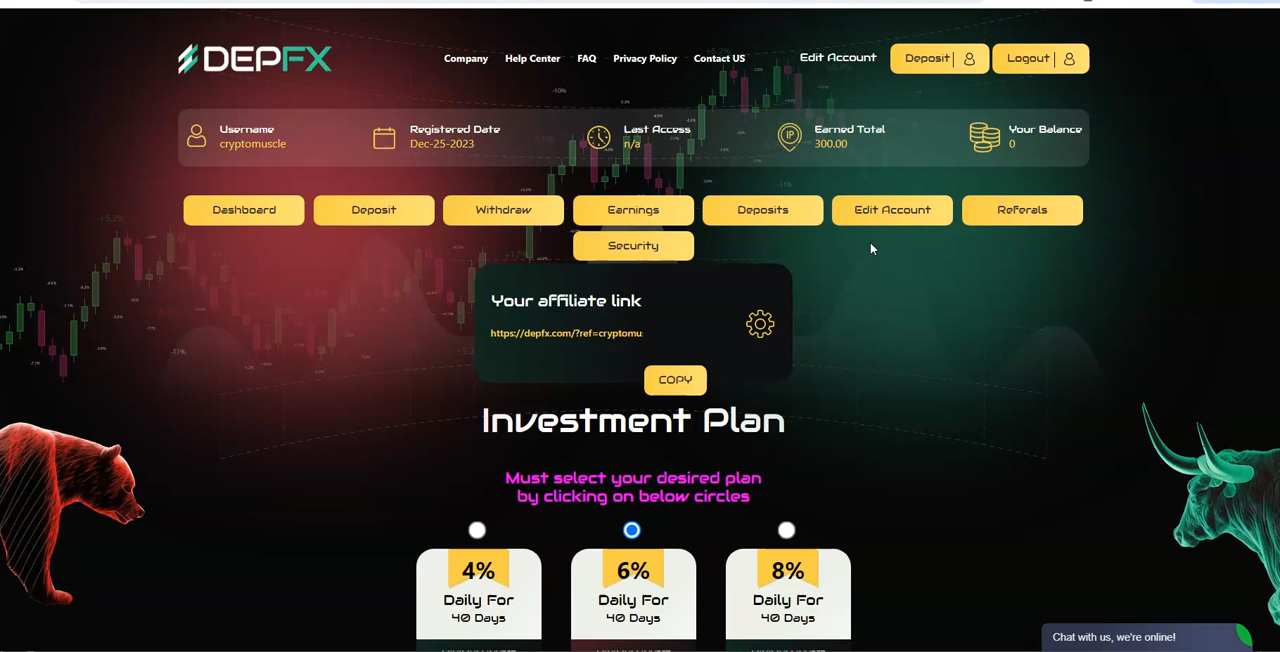 DEPFX
Company Help Center FAQ Privacy Policy Contact US
Edit Account Deposit Logout
Username
cryptomuscle
Registered Date
Dec-25-2023
Last Access
n/a
IP
Earned Total
300.00
Your Balance
0
Dashboard Deposit Withdraw Earnings Deposits Edit Account Referals
Security
Your affiliate link
https://depfx.com/?ref=cryptomu
COPY
Investment Plan
Must select your desired plan
by clicking on below circles
4%
Daily For
40 Days
6%
Daily For
40 Days
8%
Daily For
40 Days
Chat with us, we're online!